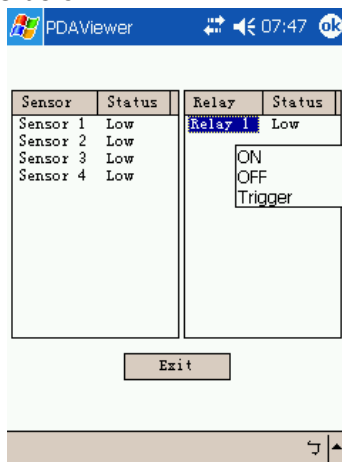 PDAViewer 07:47 ok
Sensor Status Relay Status
Sensor 1 Low Relay 1 Low
Sensor 2 Low
Sensor 3 Low ON
Sensor 4 Low OFF
Trigger
Exit